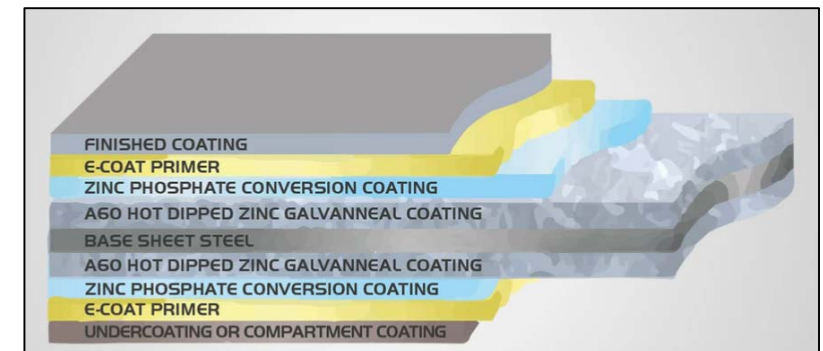 FINISHED COATING
E-COAT PRIMER
ZINC PHOSPHATE CONVERSION COATING
A60 HOT DIPPED ZINC GALVANNEAL COATING
BASE SHEET STEEL
A60 HOT DIPPED ZINC GALVANNEAL COATING
ZINC PHOSPHATE CONVERSION COATING
E-COAT PRIMER
UNDERCOATING OR COMPARTMENT COATING